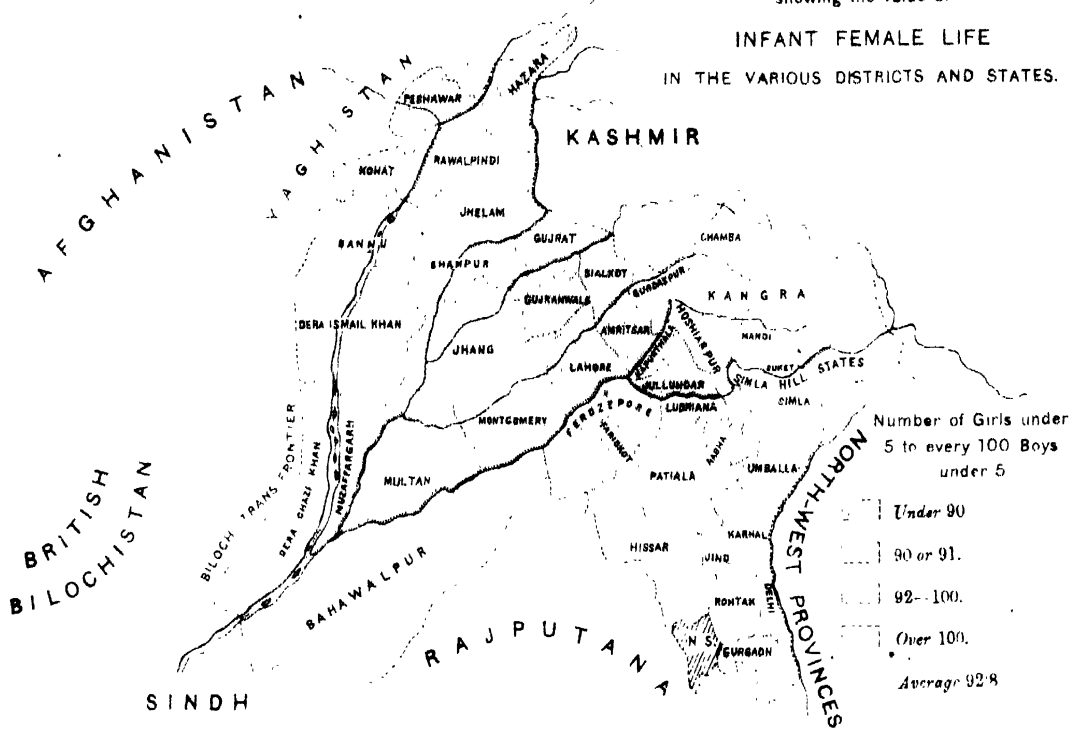 showing the
INFANT FEMALE LIFE
IN THE VARIOUS DISTRICTS AND STATES.
AFGHANISTAN
YAGHISTAN
PESHAWAR
HAZARA
KASHMIR
KOHAT
RAWALPINDI
JHELAM
BANNU
SHAHPUR
GUJRAT
CHAMBA
SIALKOT
GURDASPUR
GUJRANWALA
KANGRA
DERA ISMAIL KHAN
AMRITSAR
KAPURTHALA
HOSHIARPUR
MANDI
JHANG
LAHORE
SUKET
SIMLA HILL STATES
SIMLA
JULLUNDAR
LUDHIANA
FEROZEPORE
MONTGOMERY
FARIDKOT
NABHA
PATIALA
UMBALLA
MULTAN
MUZAFFARGARH
DERA GHAZI KHAN
BILOCH TRANS FRONTIER
BRITISH
BILOCHISTAN
BAHAWALPUR
HISSAR
KARNAL
JIND
ROHTAK
DELHI
N S
GURGAON
RAJPUTANA
SINDH
NORTH-WEST PROVINCES
Number of Girls under
5 to every 100 Boys
under 5
Under 90
90 or 91.
92--100.
Over 100.
Average 92·8